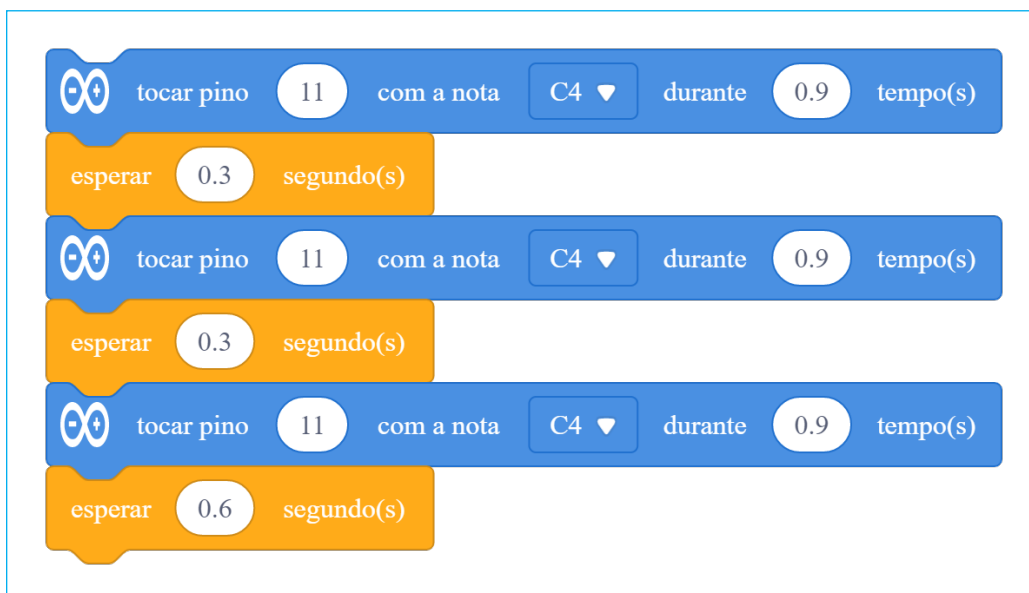 tocar pino 11 com a nota C4 durante 0.9 tempo(s)
esperar 0.3 segundo(s)
tocar pino 11 com a nota C4 durante 0.9 tempo(s)
esperar 0.3 segundo(s)
tocar pino 11 com a nota C4 durante 0.9 tempo(s)
esperar 0.6 segundo(s)